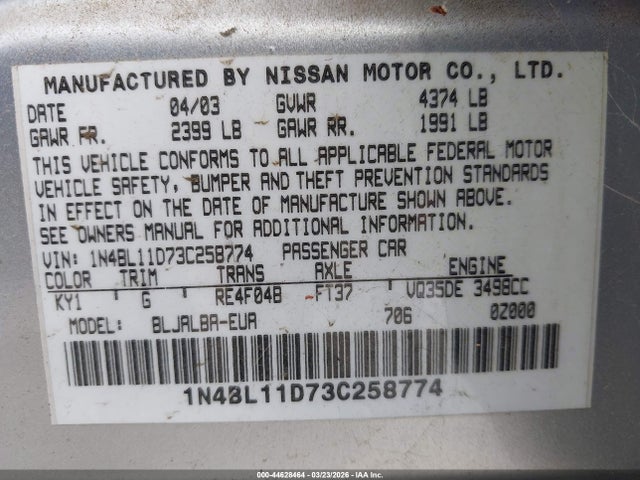 MANUFACTURED BY NISSAN MOTOR CO., LTD.
DATE 04/03 GVWR 4374 LB
GAWR FR. 2399 LB GAWR RR. 1991 LB
THIS VEHICLE CONFORMS TO ALL APPLICABLE FEDERAL MOTOR
VEHICLE SAFETY, BUMPER AND THEFT PREVENTION STANDARDS
IN EFFECT ON THE DATE OF MANUFACTURE SHOWN ABOVE.
SEE OWNERS MANUAL FOR ADDITIONAL INFORMATION.
VIN: 1N4BL11D73C258774 PASSENGER CAR
COLOR TRIM TRANS AXLE ENGINE
KY1 G RE4F04B FT37 VQ35DE 3498CC
MODEL: BLJALBA-EUA 706 0Z000
1N4BL11D73C258774
000-44628464 | 03/23/2026 - IAA Inc.